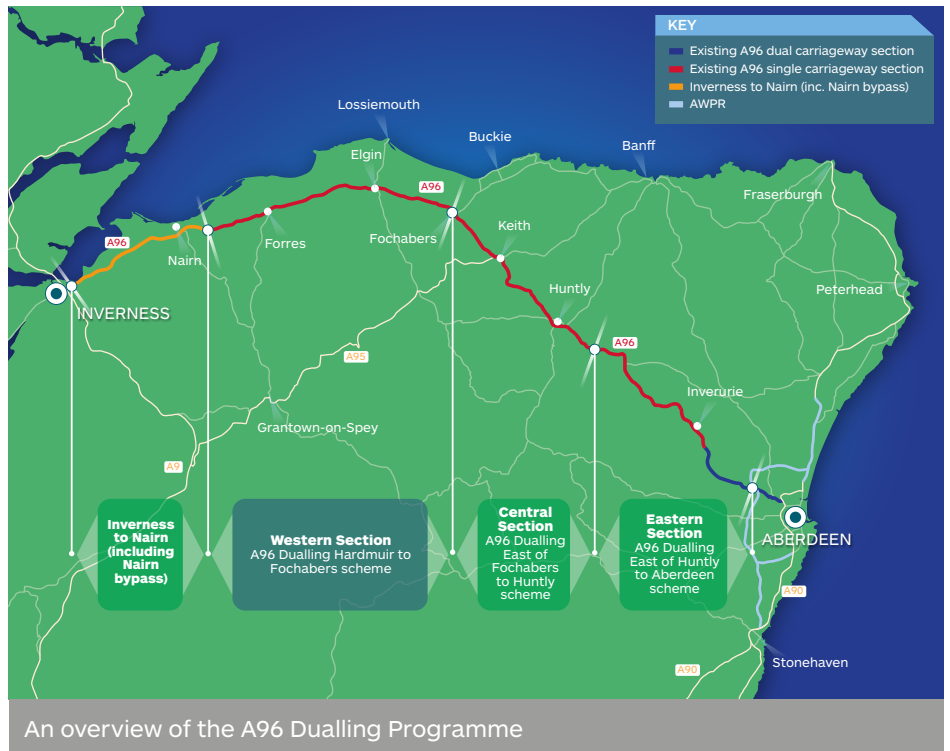 KEY
Existing A96 dual carriageway section
Existing A96 single carriageway section
Inverness to Nairn (inc. Nairn bypass)
AWPR
Lossiemouth
Buckie
Banff
Elgin
A96
Fraserburgh
Fochabers
Keith
Forres
A96
Nairn
Huntly
Peterhead
INVERNESS
A96
A95
Inverurie
Grantown-on-Spey
A9
Inverness
to Nairn
(including
Nairn
bypass)
Western Section
A96 Dualling Hardmuir to
Fochabers scheme
Central
Section
A96 Dualling
East of
Fochabers
to Huntly
scheme
Eastern
Section
A96 Dualling
East of Huntly
to Aberdeen
scheme
ABERDEEN
A90
Stonehaven
A90
An overview of the A96 Dualling Programme